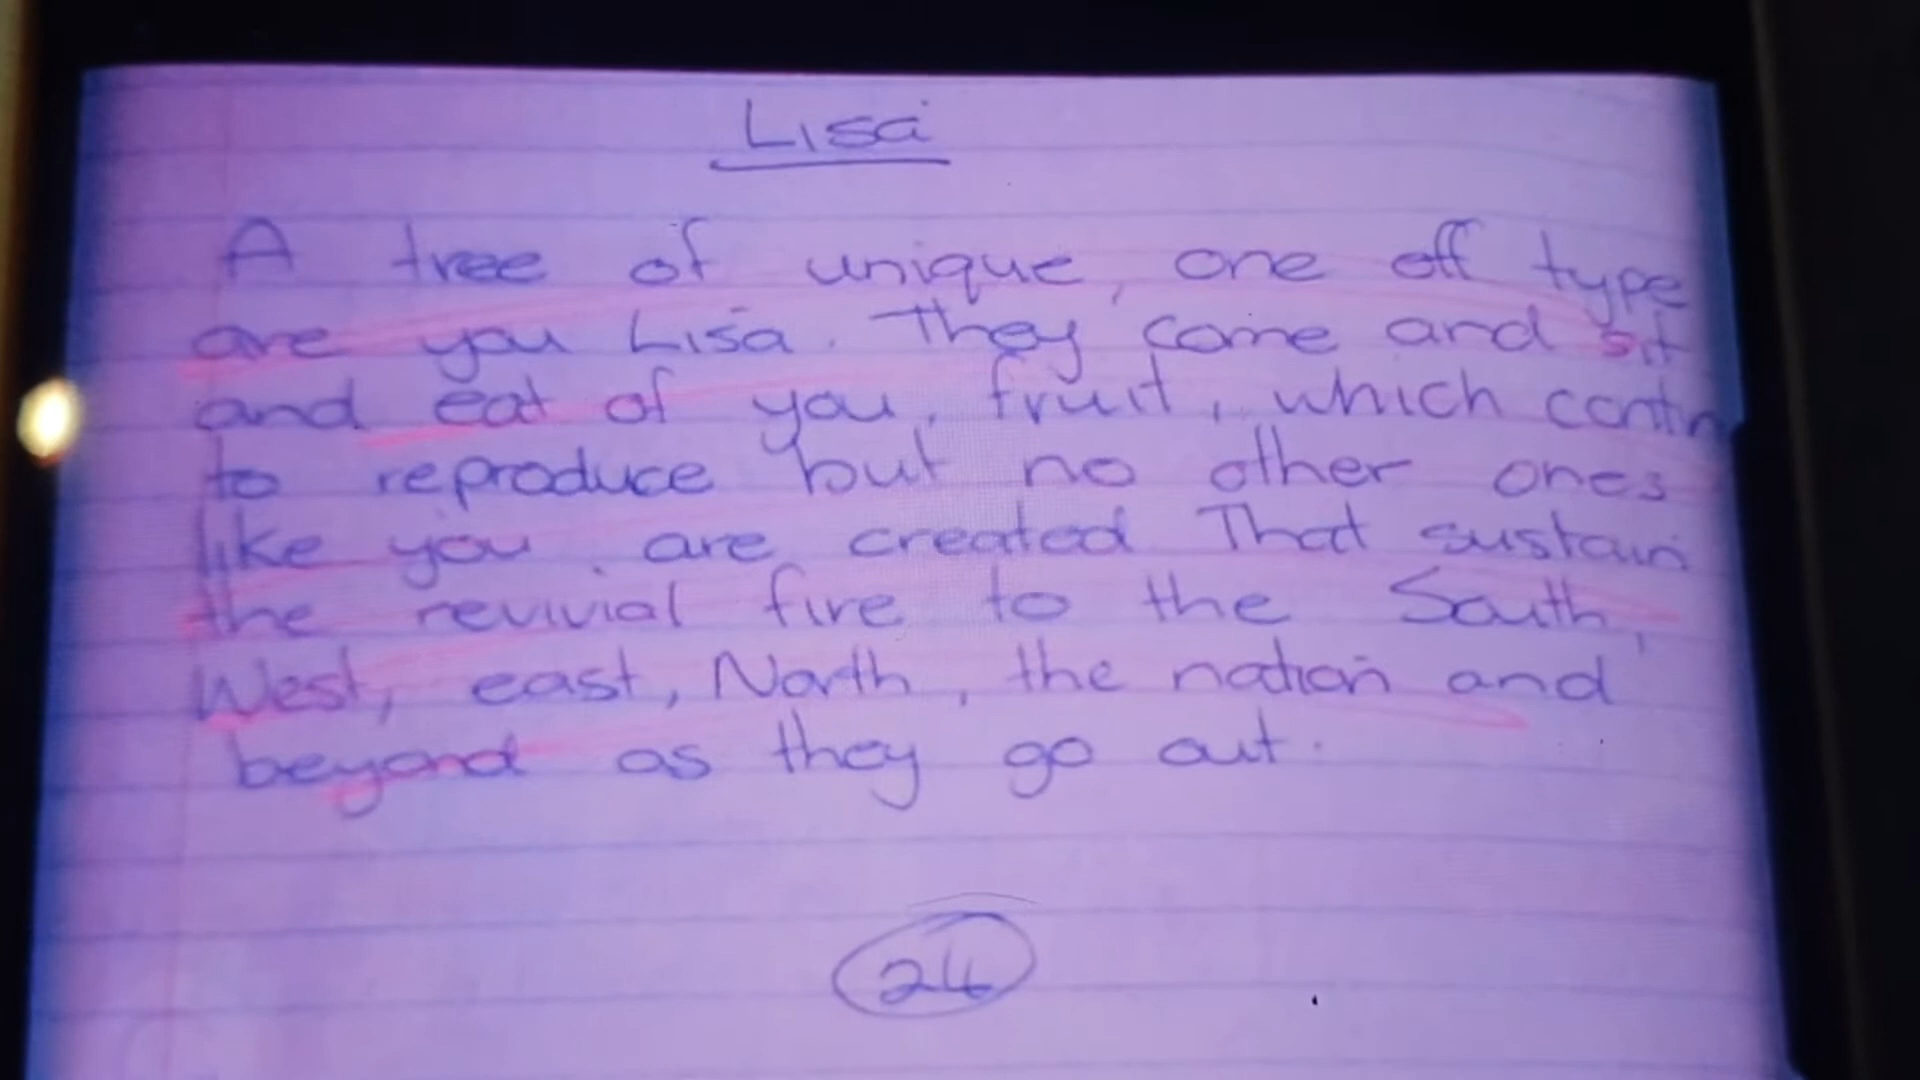 Lisa
A tree of unique, one off type
are you Lisa. They come and sit
and eat of you, fruit, which contin
to reproduce but no other ones
like you are created That sustain
the revivial fire to the South,
West, east, North, the nation and
beyond as they go out.
24